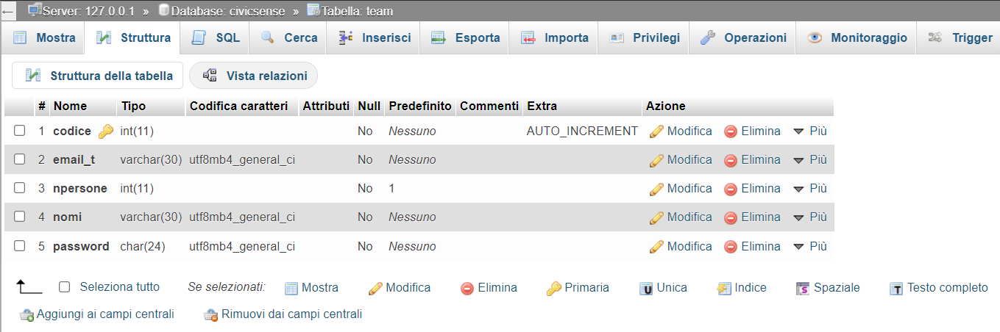 ← Server: 127.0.0.1 » Database: civicsense » Tabella: team
Mostra Struttura SQL Cerca Inserisci Esporta Importa Privilegi Operazioni Monitoraggio Trigger
Struttura della tabella Vista relazioni
# Nome Tipo Codifica caratteri Attributi Null Predefinito Commenti Extra Azione
1 codice int(11) No Nessuno AUTO_INCREMENT Modifica Elimina Più
2 email_t varchar(30) utf8mb4_general_ci No Nessuno Modifica Elimina Più
3 npersone int(11) No 1 Modifica Elimina Più
4 nomi varchar(30) utf8mb4_general_ci No Nessuno Modifica Elimina Più
5 password char(24) utf8mb4_general_ci No Nessuno Modifica Elimina Più
Seleziona tutto Se selezionati: Mostra Modifica Elimina Primaria Unica Indice Spaziale Testo completo
Aggiungi ai campi centrali Rimuovi dai campi centrali